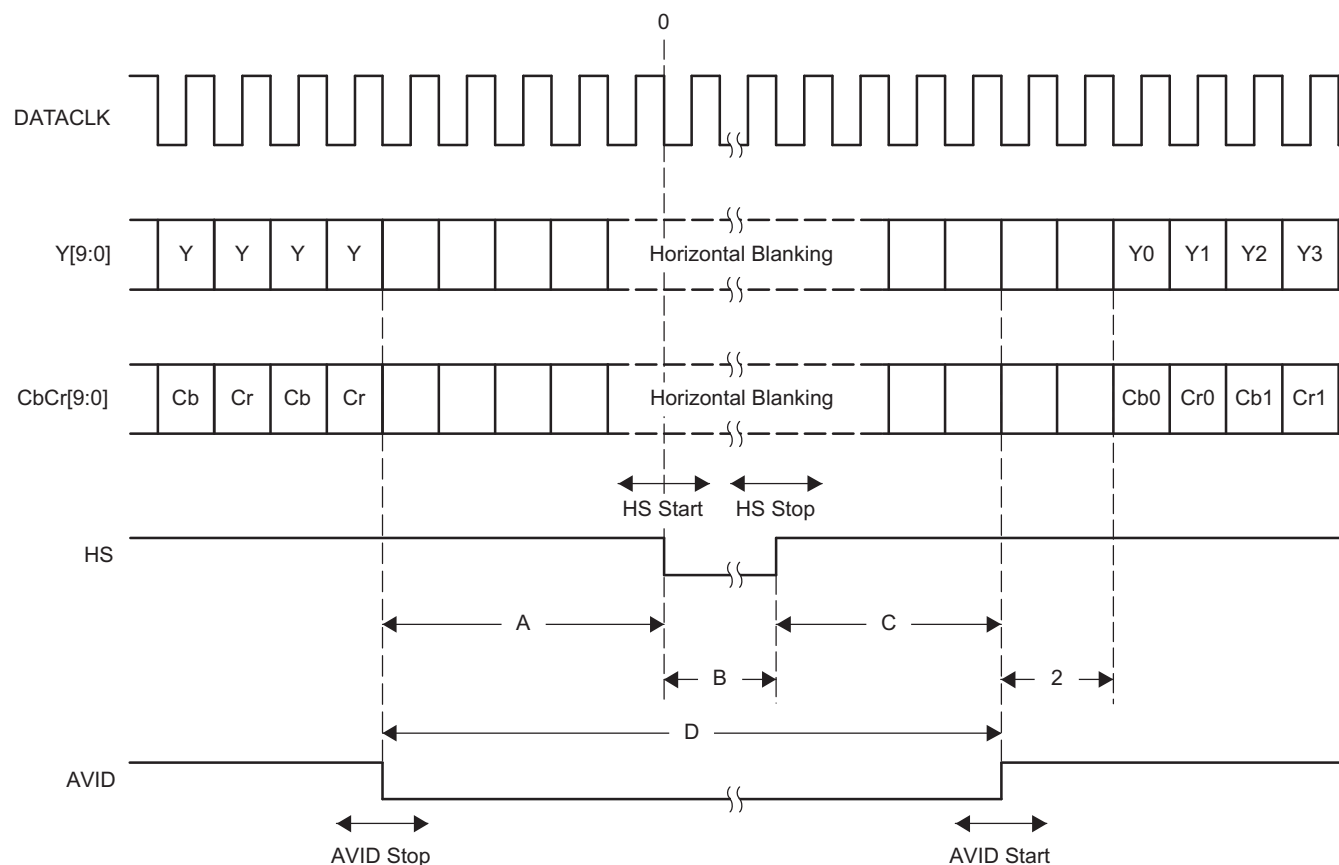 0
DATACLK
Y[9:0] Y Y Y Y Horizontal Blanking Y0 Y1 Y2 Y3
CbCr[9:0] Cb Cr Cb Cr Horizontal Blanking Cb0 Cr0 Cb1 Cr1
HS Start HS Stop
HS
A C
B 2
D
AVID
AVID Stop AVID Start